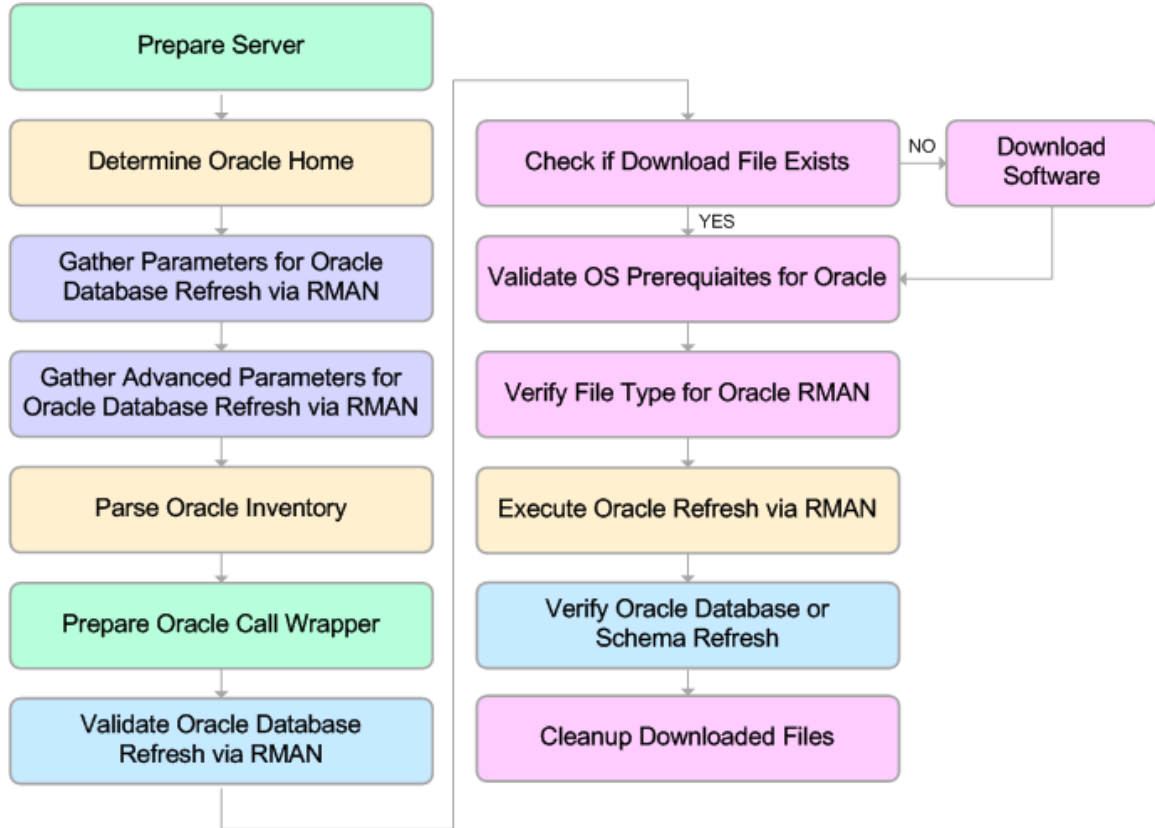 Prepare Server
Determine Oracle Home
Gather Parameters for Oracle
Database Refresh via RMAN
Gather Advanced Parameters for
Oracle Database Refresh via RMAN
Parse Oracle Inventory
Prepare Oracle Call Wrapper
Validate Oracle Database
Refresh via RMAN
Check if Download File Exists
NO
Download
Software
YES
Validate OS Prerequiaites for Oracle
Verify File Type for Oracle RMAN
Execute Oracle Refresh via RMAN
Verify Oracle Database or
Schema Refresh
Cleanup Downloaded Files